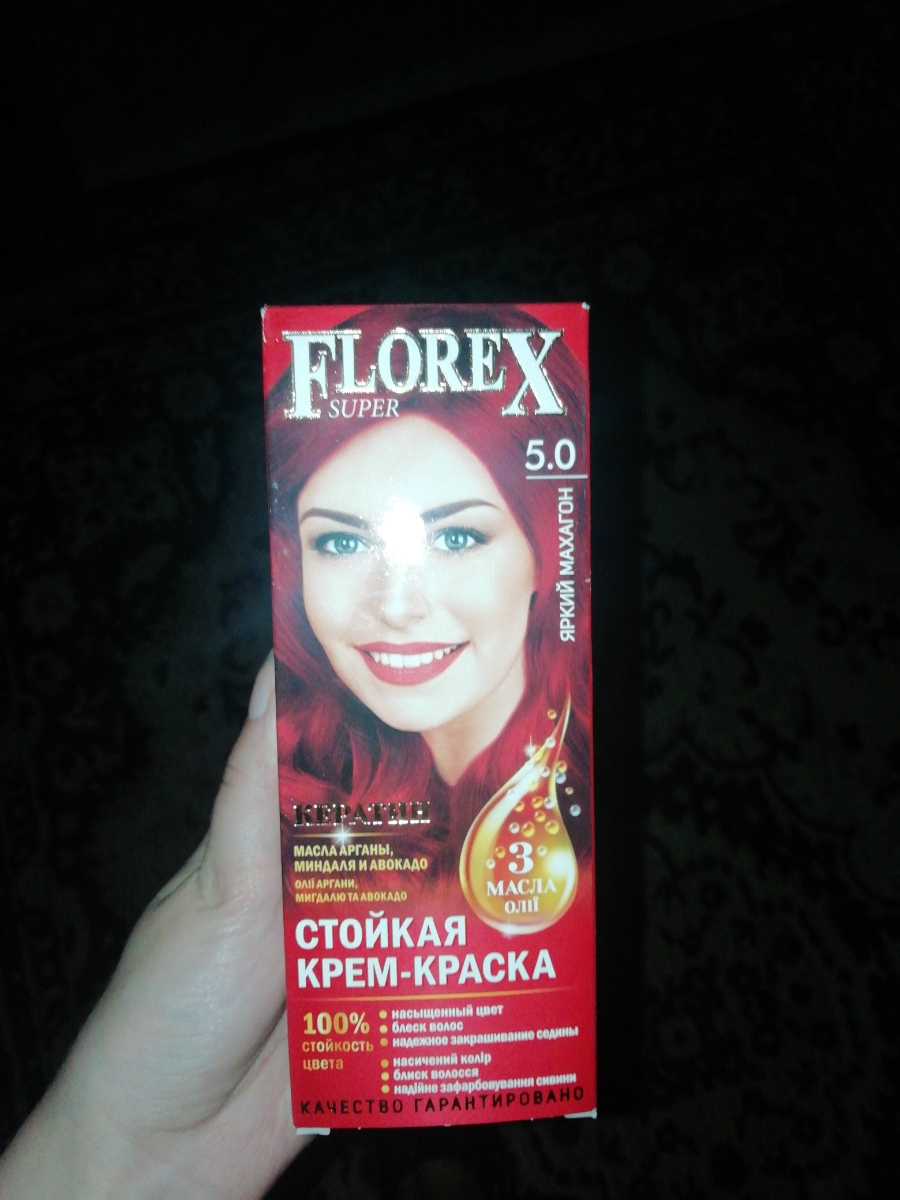 FLOREX
SUPER
5.0
ЯРКИЙ МАХАГОН
КЕРАТИН
МАСЛА АРГАНЫ,
МИНДАЛЯ И АВОКАДО
ОЛІЇ АРГАНИ,
МИГДАЛЮ ТА АВОКАДО
3
МАСЛА
ОЛІЇ
СТОЙКАЯ
КРЕМ-КРАСКА
100%
стойкость
цвета
• насыщенный цвет
• блеск волос
• надежное закрашивание седины
• насичений колір
• блиск волосся
• надійне зафарбовування сивини
КАЧЕСТВО ГАРАНТИРОВАНО